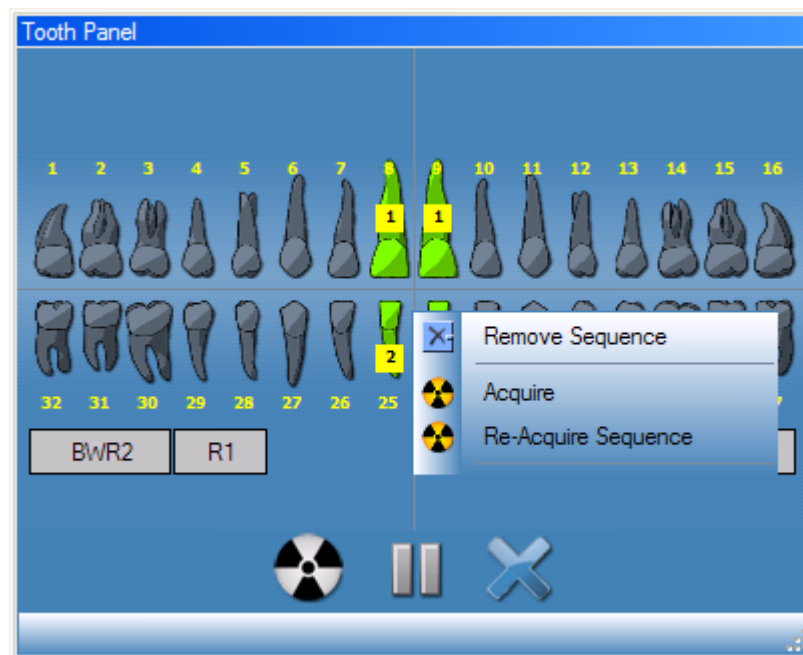 Tooth Panel
1 2 3 4 5 6 7 8 9 10 11 12 13 14 15 16
1 1
2
32 31 30 29 28 27 26 25
Remove Sequence
Acquire
Re-Acquire Sequence
BWR2 R1